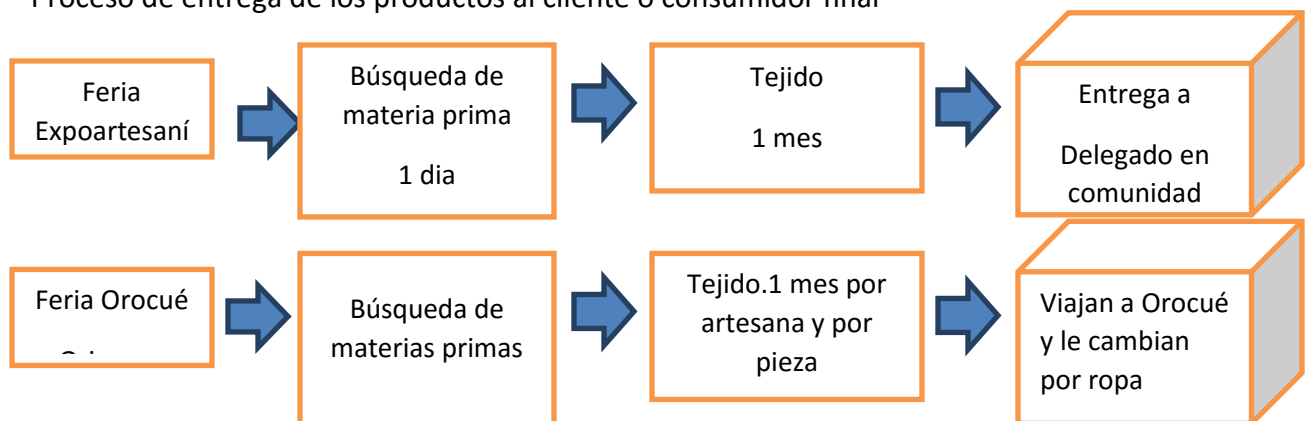 Proceso de entrega de los productos al cliente o consumidor final
Feria
Expoartesaní
Búsqueda de
materia prima
1 dia
Tejido
1 mes
Entrega a
Delegado en
comunidad
Feria Orocué
Búsqueda de
materias primas
Tejido.1 mes por
artesana y por
pieza
Viajan a Orocué
y le cambian
por ropa